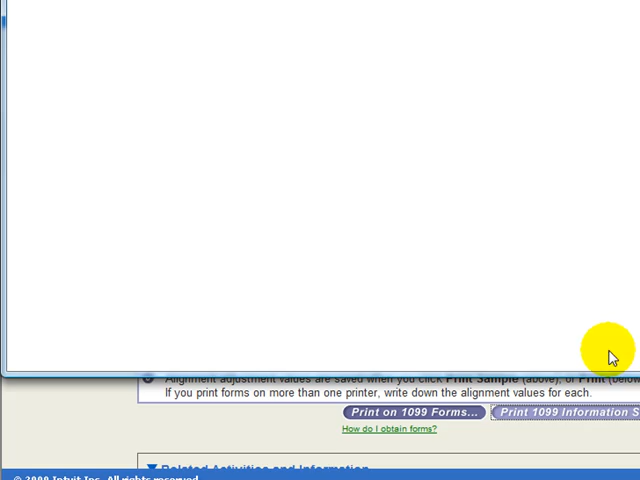 Alignment adjustment values are saved when you click Print Sample (above), or Print (below
If you print forms on more than one printer, write down the alignment values for each.
Print on 1099 Forms... Print 1099 Information S
How do I obtain forms?
Related Activities and Information
© 2009 Intuit Inc. All rights reserved.